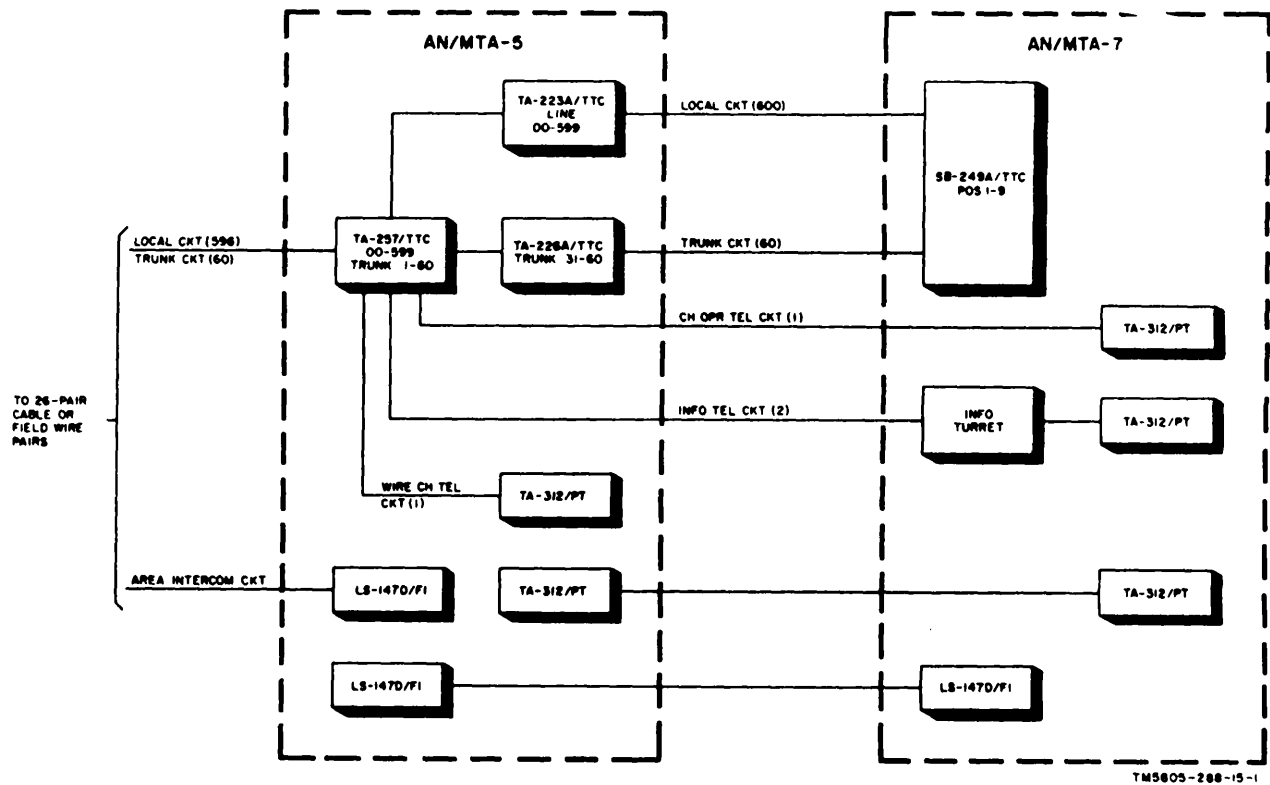 AN/MTA-5
AN/MTA-7
TA-223A/TTC
LINE
00-599
LOCAL CKT (600)
SB-249A/TTC
POS 1-9
LOCAL CKT (596)
TRUNK CKT (60)
TA-257/TTC
00-599
TRUNK 1-60
TA-226A/TTC
TRUNK 31-60
TRUNK CKT (60)
CH OPR TEL CKT (1)
TA-312/PT
TO 26-PAIR
CABLE OR
FIELD WIRE
PAIRS
INFO TEL CKT (2)
INFO
TURRET
TA-312/PT
WIRE CH TEL
CKT (1)
TA-312/PT
AREA INTERCOM CKT
LS-147D/FI
TA-312/PT
TA-312/PT
LS-147D/FI
LS-147D/FI
TM5805-288-15-1